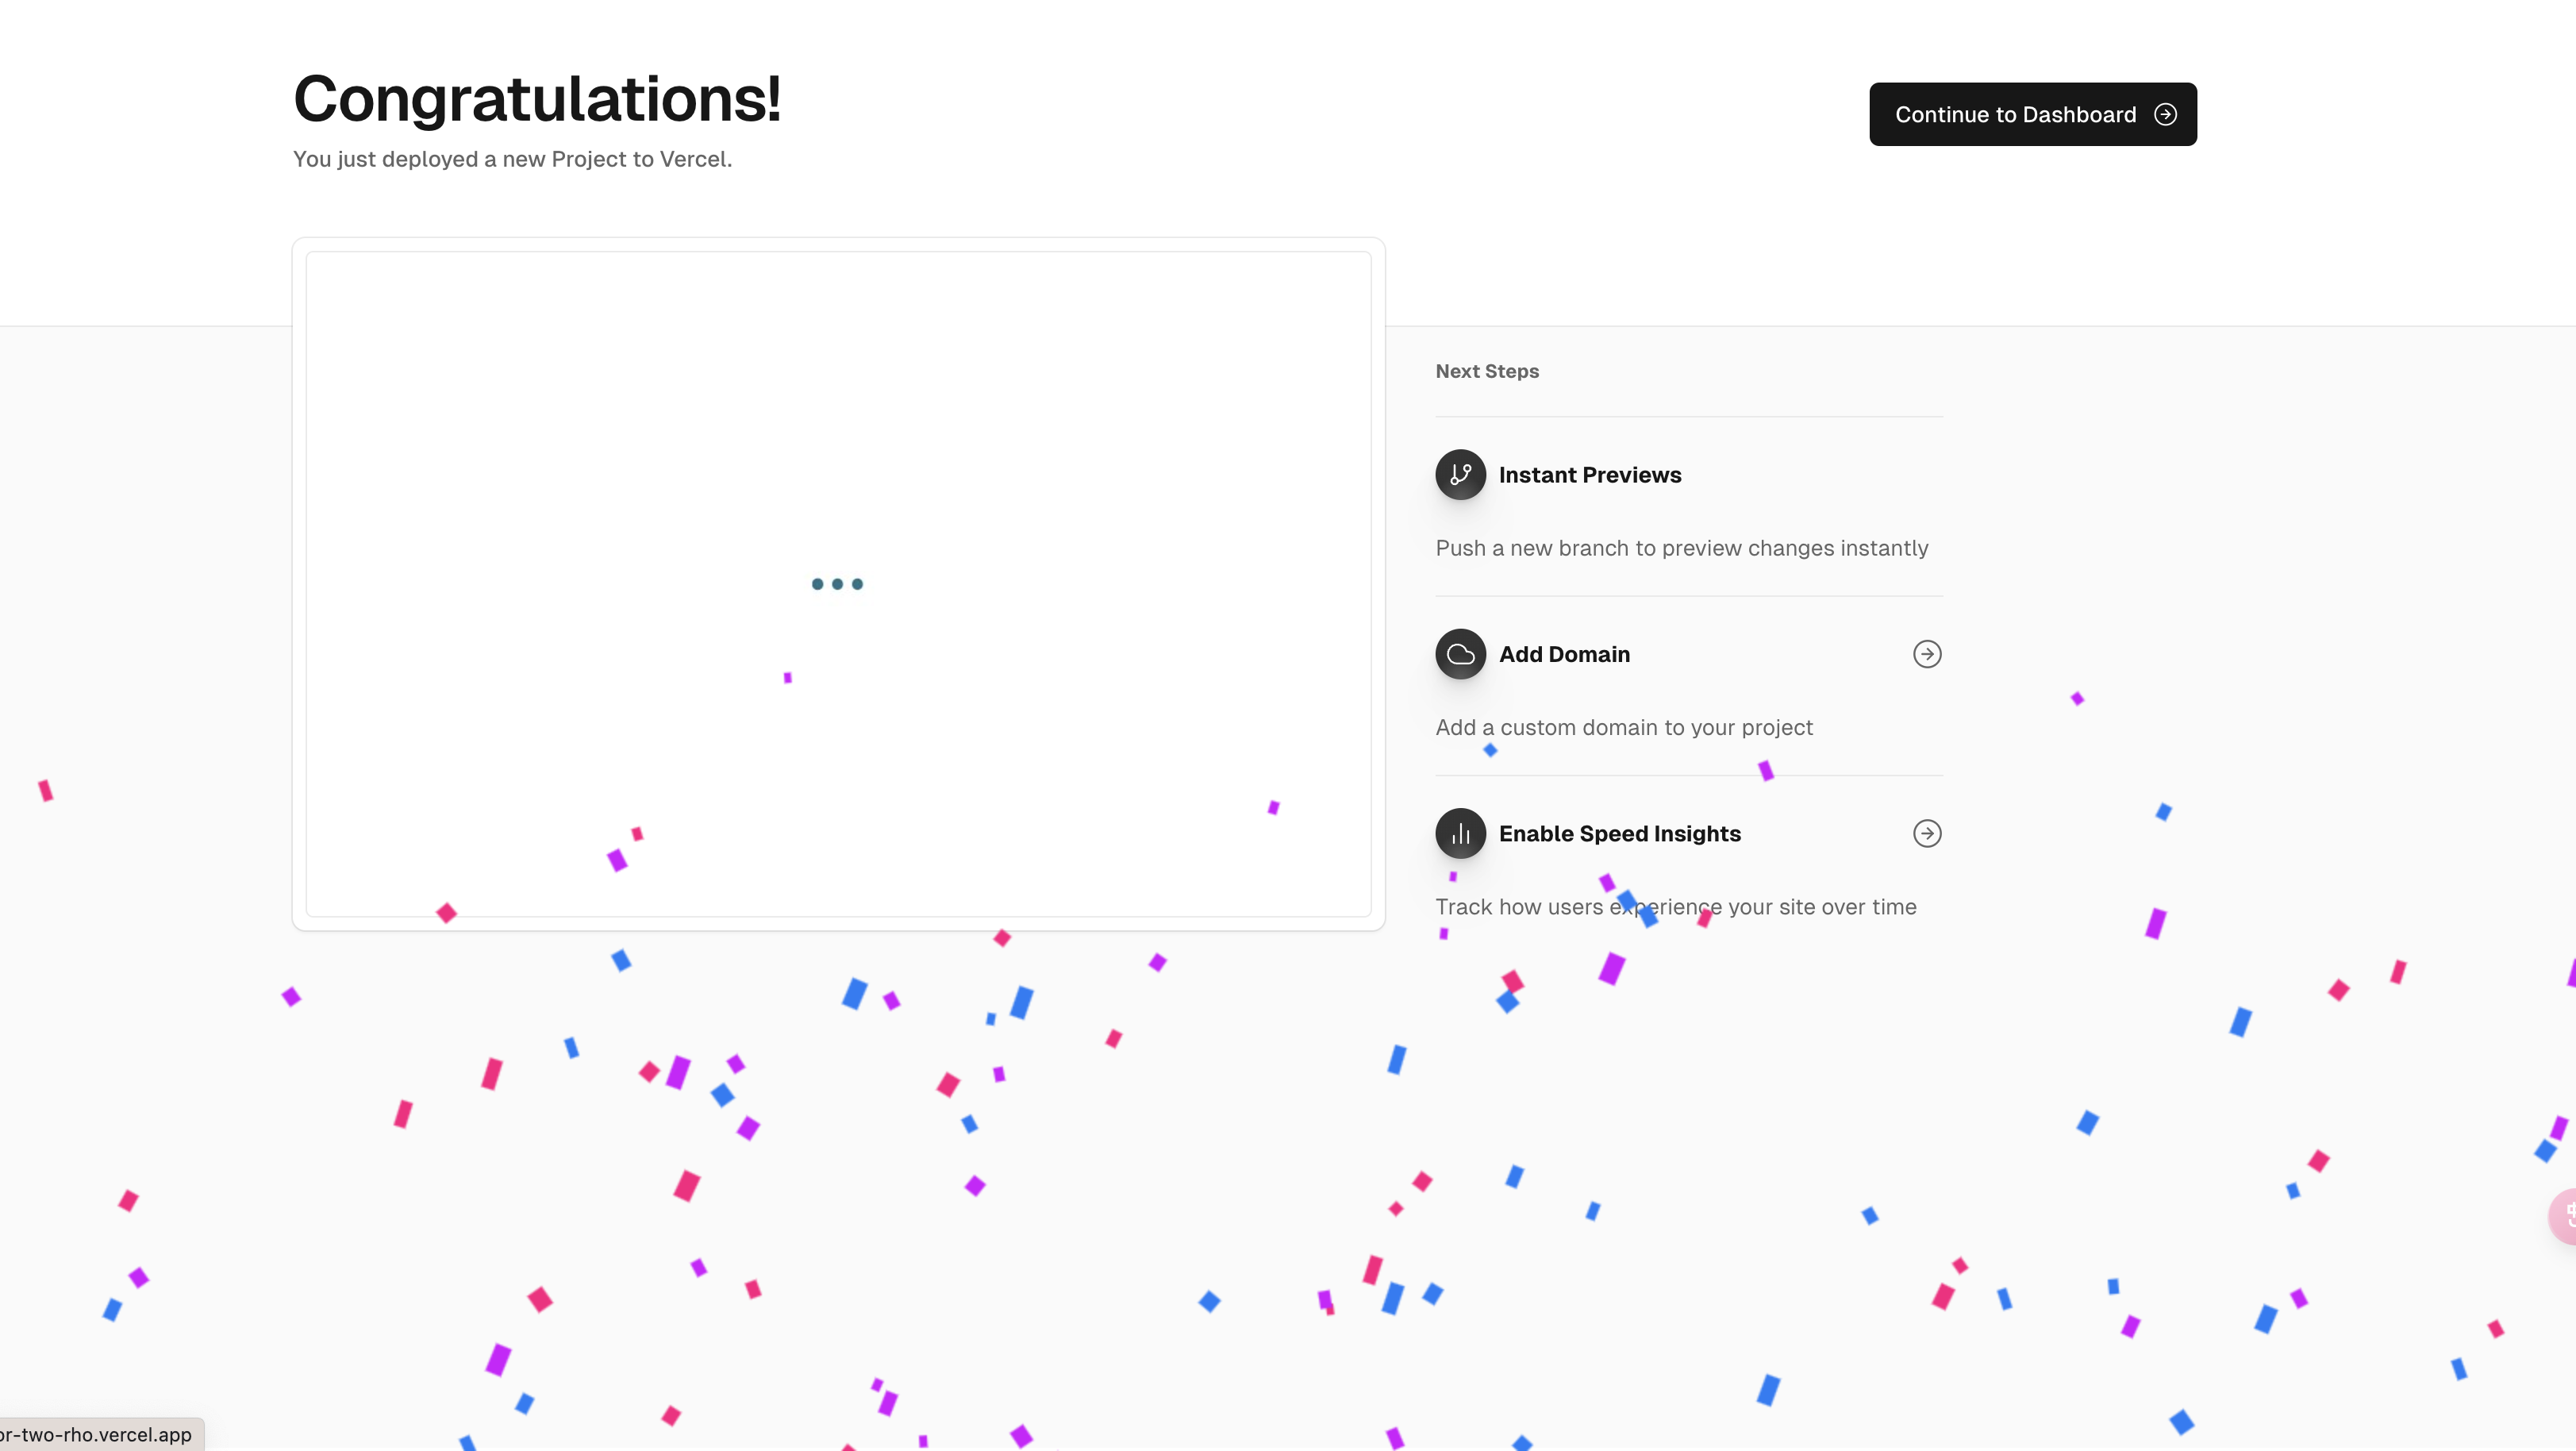 Congratulations!
You just deployed a new Project to Vercel.
Continue to Dashboard
Next Steps
Instant Previews
Push a new branch to preview changes instantly
Add Domain
Add a custom domain to your project
Enable Speed Insights
Track how users experience your site over time
or-two-rho.vercel.app